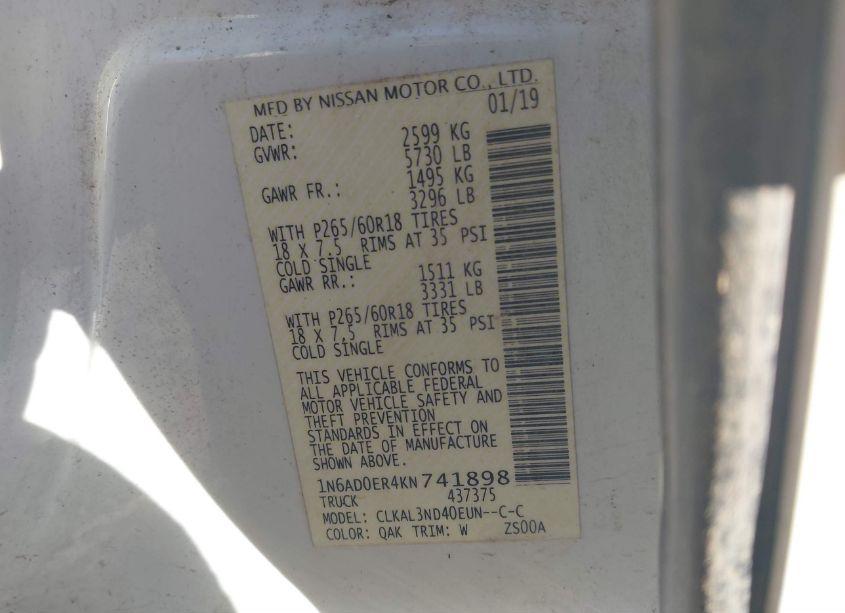 MFD BY NISSAN MOTOR CO., LTD.
DATE: 01/19
GVWR: 2599 KG
5730 LB
GAWR FR.: 1495 KG
3296 LB
WITH P265/60R18 TIRES
18 X 7.5 RIMS AT 35 PSI
COLD SINGLE
GAWR RR.: 1511 KG
3331 LB
WITH P265/60R18 TIRES
18 X 7.5 RIMS AT 35 PSI
COLD SINGLE
THIS VEHICLE CONFORMS TO
ALL APPLICABLE FEDERAL
MOTOR VEHICLE SAFETY AND
THEFT PREVENTION
STANDARDS IN EFFECT ON
THE DATE OF MANUFACTURE
SHOWN ABOVE.
1N6AD0ER4KN741898
TRUCK 437375
MODEL: CLKAL3ND40EUN--C-C
COLOR: QAK TRIM: W ZS00A